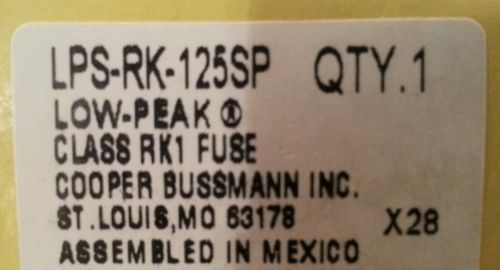 LPS-RK-125SP QTY.1
LOW-PEAK ®
CLASS RK1 FUSE
COOPER BUSSMANN INC.
ST.LOUIS,MO 63178 X28
ASSEMBLED IN MEXICO